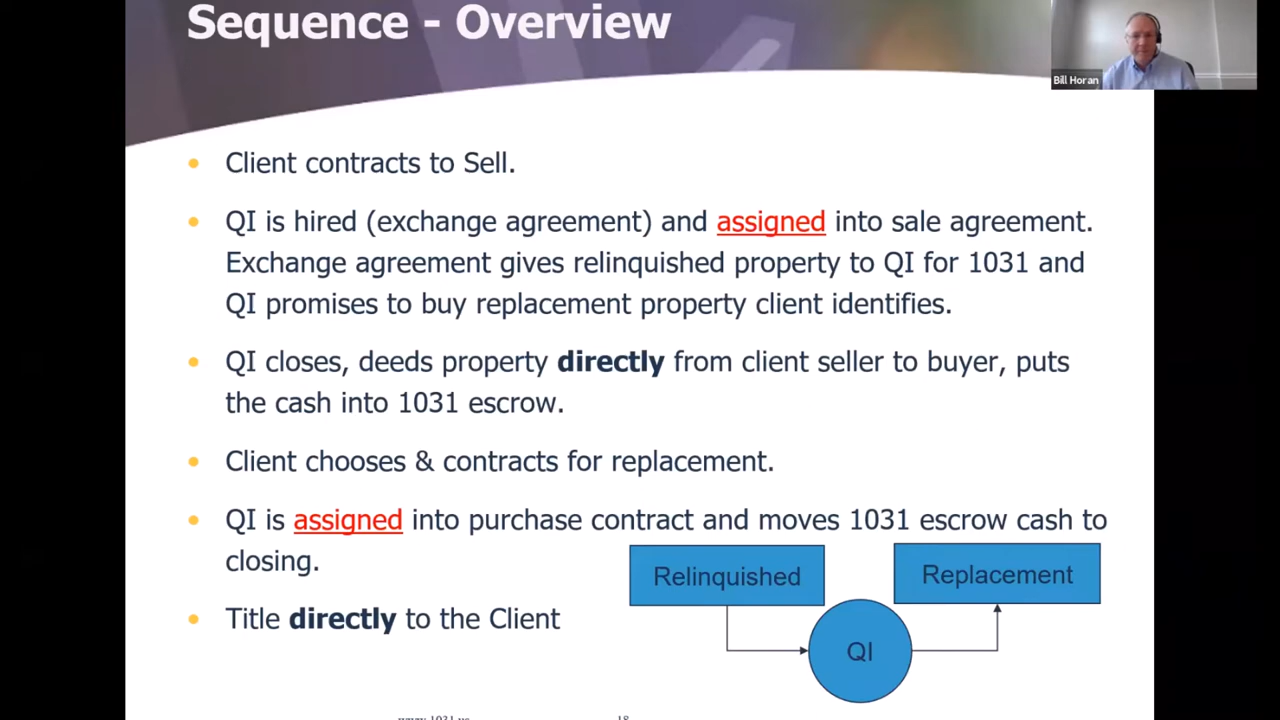 Sequence - Overview
Bill Horan
• Client contracts to Sell.
• QI is hired (exchange agreement) and assigned into sale agreement.
Exchange agreement gives relinquished property to QI for 1031 and
QI promises to buy replacement property client identifies.
• QI closes, deeds property directly from client seller to buyer, puts
the cash into 1031 escrow.
• Client chooses & contracts for replacement.
• QI is assigned into purchase contract and moves 1031 escrow cash to
closing.
• Title directly to the Client
Relinquished
Replacement
QI